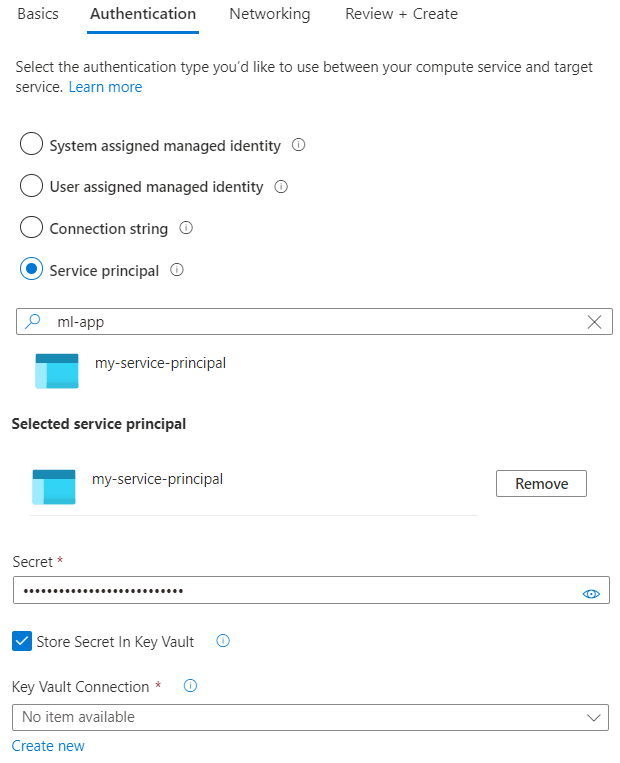 Basics Authentication Networking Review + Create
Select the authentication type you'd like to use between your compute service and target
service. Learn more
System assigned managed identity
User assigned managed identity
Connection string
Service principal
ml-app
my-service-principal
Selected service principal
my-service-principal
Remove
Secret *
•••••••••••••••••••••••••••
Store Secret In Key Vault
Key Vault Connection *
No item available
Create new